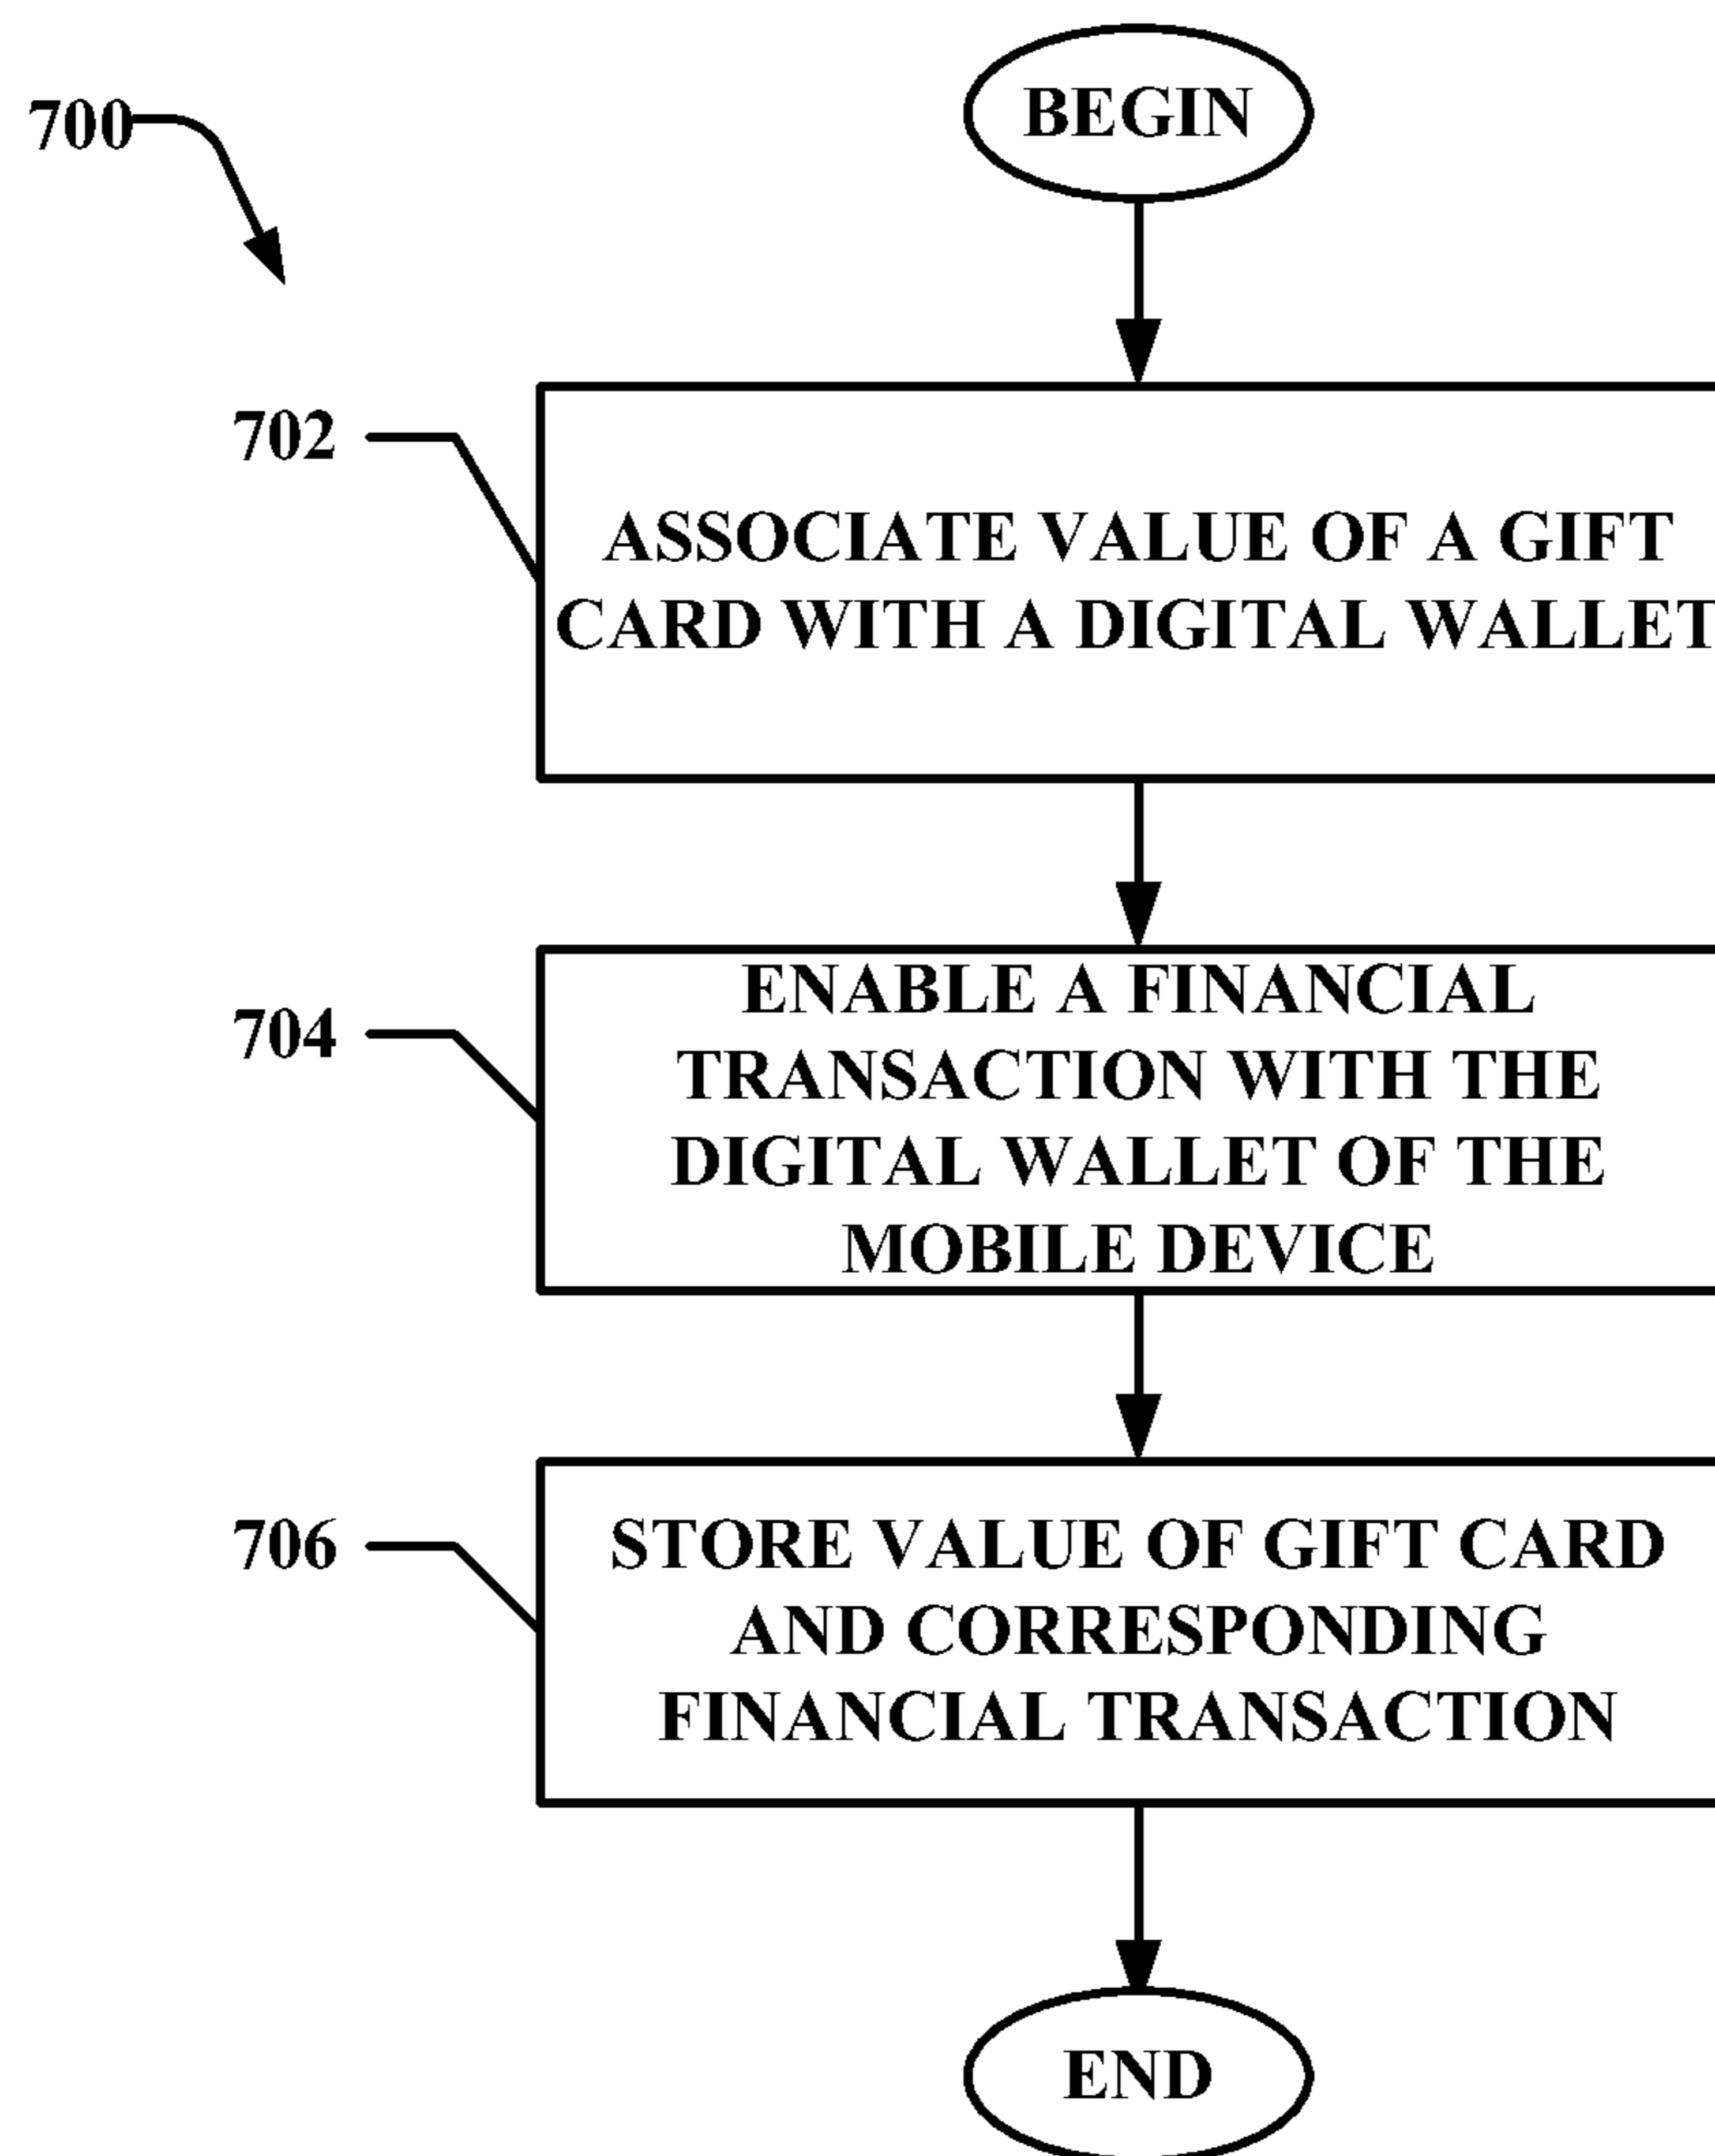 700
BEGIN
702
ASSOCIATE VALUE OF A GIFT
CARD WITH A DIGITAL WALLET
704
ENABLE A FINANCIAL
TRANSACTION WITH THE
DIGITAL WALLET OF THE
MOBILE DEVICE
706
STORE VALUE OF GIFT CARD
AND CORRESPONDING
FINANCIAL TRANSACTION
END